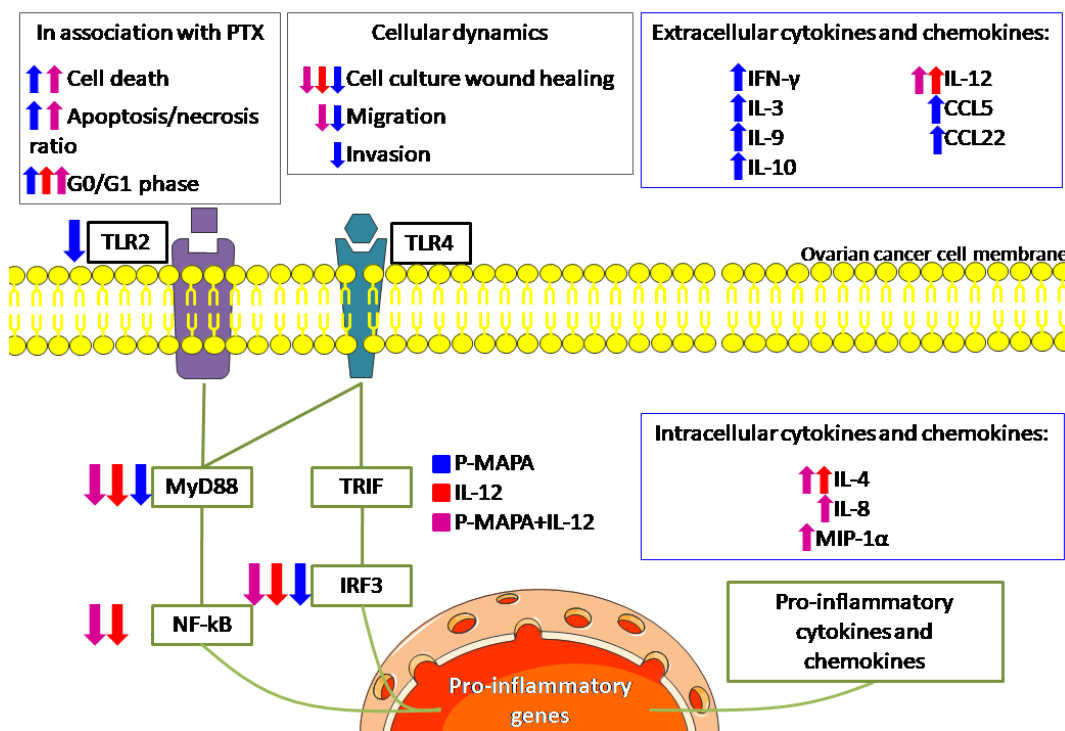 In association with PTX
Cell death
Apoptosis/necrosis
ratio
G0/G1 phase
Cellular dynamics
Cell culture wound healing
Migration
Invasion
Extracellular cytokines and chemokines:
IFN-γ
IL-3
IL-9
IL-10
IL-12
CCL5
CCL22
TLR2
TLR4
Ovarian cancer cell membrane
MyD88
TRIF
P-MAPA
IL-12
P-MAPA+IL-12
Intracellular cytokines and chemokines:
IL-4
IL-8
MIP-1α
NF-kB
IRF3
Pro-inflammatory
cytokines and
chemokines
Pro-inflammatory
genes